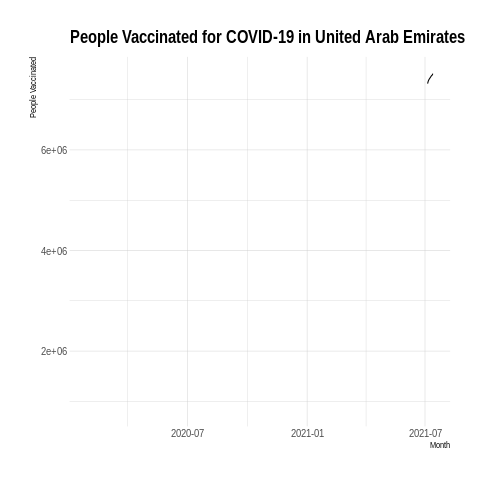 People Vaccinated for COVID-19 in United Arab Emirates
People Vaccinated
6e+06
4e+06
2e+06
2020-07
2021-01
2021-07
Month